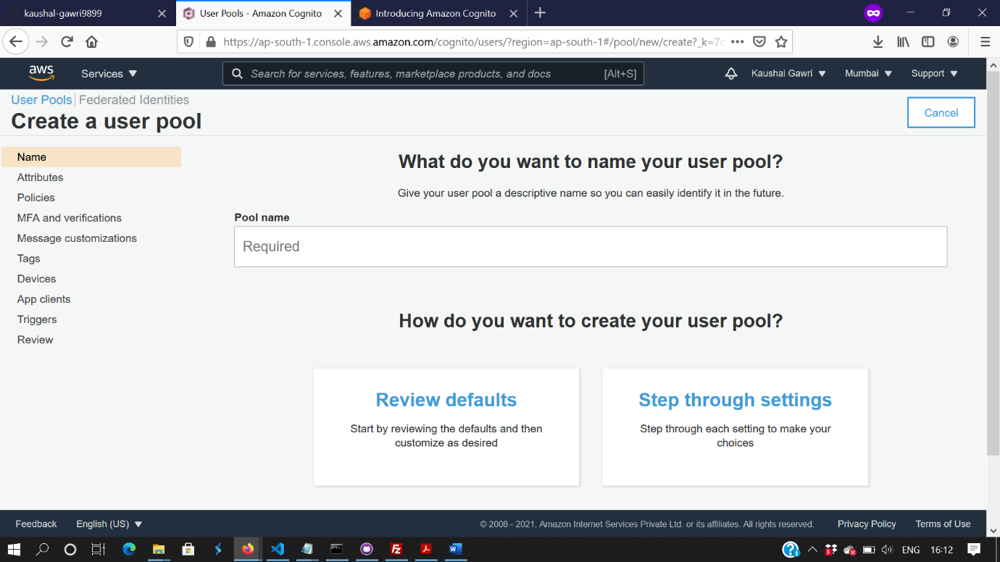 kaushal-gawri9899
User Pools - Amazon Cognito
Introducing Amazon Cognito
https://ap-south-1.console.aws.amazon.com/cognito/users/?region=ap-south-1#/pool/new/create?_k=7c
aws
Services
Search for services, features, marketplace products, and docs
[Alt+S]
Kaushal Gawri
Mumbai
Support
User Pools
Federated Identities
Create a user pool
Cancel
Name
Attributes
Policies
MFA and verifications
Message customizations
Tags
Devices
App clients
Triggers
Review
What do you want to name your user pool?
Give your user pool a descriptive name so you can easily identify it in the future.
Pool name
Required
How do you want to create your user pool?
Review defaults
Start by reviewing the defaults and then
customize as desired
Step through settings
Step through each setting to make your
choices
Feedback
English (US)
© 2008 - 2021, Amazon Internet Services Private Ltd. or its affiliates. All rights reserved.
Privacy Policy
Terms of Use
ENG
16:12